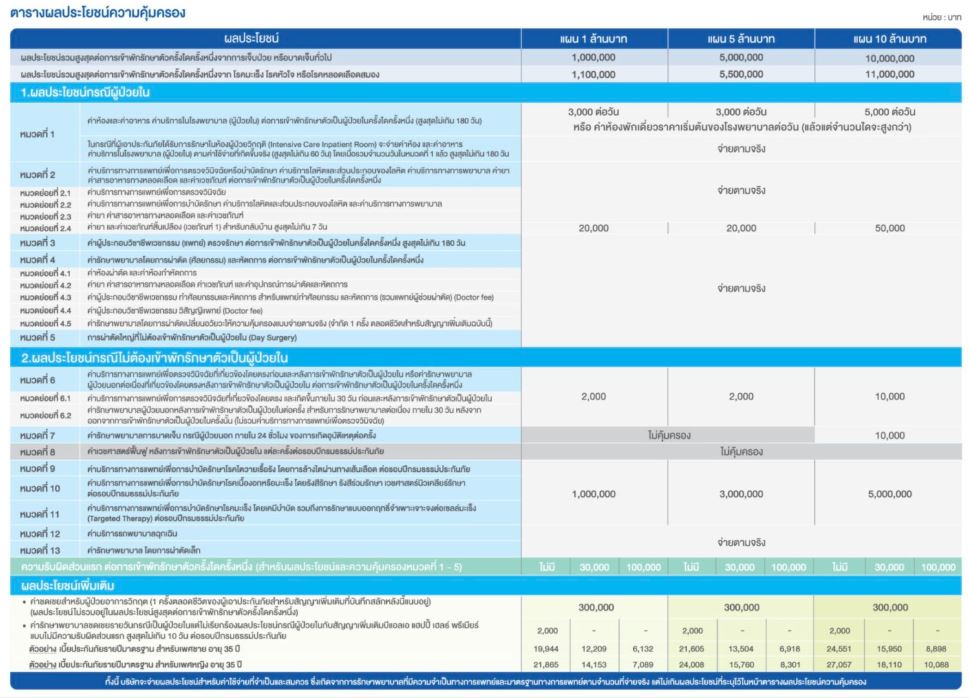 ตารางผลประโยชน์ความคุ้มครอง
หน่วย : บาท
ผลประโยชน์ แผน 1 ล้านบาท แผน 5 ล้านบาท แผน 10 ล้านบาท
ผลประโยชน์รวมสูงสุดต่อการเข้าพักรักษาตัวครั้งใดครั้งหนึ่งจากการเจ็บป่วย หรือบาดเจ็บทั่วไป 1,000,000 5,000,000 10,000,000
ผลประโยชน์รวมสูงสุดต่อการเข้าพักรักษาตัวครั้งใดครั้งหนึ่งจาก โรคมะเร็ง โรคหัวใจ หรือโรคหลอดเลือดสมอง 1,100,000 5,500,000 11,000,000
1.ผลประโยชน์กรณีผู้ป่วยใน
หมวดที่ 1
ค่าห้องและค่าอาหาร ค่าบริการในโรงพยาบาล (ผู้ป่วยใน) ต่อการเข้าพักรักษาตัวเป็นผู้ป่วยในครั้งใดครั้งหนึ่ง (สูงสุดไม่เกิน 180 วัน)
3,000 ต่อวัน 3,000 ต่อวัน 5,000 ต่อวัน
หรือ ค่าห้องพักเดี่ยวราคาเริ่มต้นของโรงพยาบาลต่อวัน (แล้วแต่จำนวนใดจะสูงกว่า)
ในกรณีที่ผู้เอาประกันภัยได้รับการรักษาในห้องผู้ป่วยวิกฤติ (Intensive Care Inpatient Room) จะจ่ายค่าห้อง และค่าอาหาร
ค่าบริการในโรงพยาบาล (ผู้ป่วยใน) ตามค่าใช้จ่ายที่เกิดขึ้นจริง (สูงสุดไม่เกิน 60 วัน) โดยเมื่อรวมจำนวนวันในหมวดที่ 1 แล้ว สูงสุดไม่เกิน 180 วัน
จ่ายตามจริง
หมวดที่ 2
ค่าบริการทางการแพทย์เพื่อการตรวจวินิจฉัยหรือบำบัดรักษา ค่าบริการโลหิตและส่วนประกอบของโลหิต ค่าบริการทางการพยาบาล ค่ายา
ค่าสารอาหารทางหลอดเลือด และค่าเวชภัณฑ์ ต่อการเข้าพักรักษาตัวเป็นผู้ป่วยในครั้งใดครั้งหนึ่ง
จ่ายตามจริง
หมวดย่อยที่ 2.1 ค่าบริการทางการแพทย์เพื่อการตรวจวินิจฉัย
หมวดย่อยที่ 2.2 ค่าบริการทางการแพทย์เพื่อการบำบัดรักษา ค่าบริการโลหิตและส่วนประกอบของโลหิต และค่าบริการทางการพยาบาล
หมวดย่อยที่ 2.3 ค่ายา ค่าสารอาหารทางหลอดเลือด และค่าเวชภัณฑ์
หมวดย่อยที่ 2.4 ค่ายา และค่าเวชภัณฑ์สิ้นเปลือง (เวชภัณฑ์ 1) สำหรับกลับบ้าน สูงสุดไม่เกิน 7 วัน 20,000 20,000 50,000
หมวดที่ 3 ค่าผู้ประกอบวิชาชีพเวชกรรม (แพทย์) ตรวจรักษา ต่อการเข้าพักรักษาตัวเป็นผู้ป่วยในครั้งใดครั้งหนึ่ง สูงสุดไม่เกิน 180 วัน
หมวดที่ 4 ค่ารักษาพยาบาลโดยการผ่าตัด (ศัลยกรรม) และหัตถการ ต่อการเข้าพักรักษาตัวเป็นผู้ป่วยในครั้งใดครั้งหนึ่ง
หมวดย่อยที่ 4.1 ค่าห้องผ่าตัด และค่าห้องทำหัตถการ
หมวดย่อยที่ 4.2 ค่ายา ค่าสารอาหารทางหลอดเลือด ค่าเวชภัณฑ์ และค่าอุปกรณ์การผ่าตัดและหัตถการ
จ่ายตามจริง
หมวดย่อยที่ 4.3 ค่าผู้ประกอบวิชาชีพเวชกรรม ทำศัลยกรรมและหัตถการ สำหรับแพทย์ทำศัลยกรรม และหัตถการ (รวมแพทย์ผู้ช่วยผ่าตัด) (Doctor fee)
หมวดย่อยที่ 4.4 ค่าผู้ประกอบวิชาชีพเวชกรรม วิสัญญีแพทย์ (Doctor fee)
หมวดย่อยที่ 4.5 ค่ารักษาพยาบาลโดยการผ่าตัดเปลี่ยนอวัยวะให้ความคุ้มครองแบบจ่ายตามจริง (จำกัด 1 ครั้ง ตลอดชีวิตสำหรับสัญญาเพิ่มเติมฉบับนี้)
หมวดที่ 5 การผ่าตัดใหญ่ที่ไม่ต้องเข้าพักรักษาตัวเป็นผู้ป่วยใน (Day Surgery)
2.ผลประโยชน์กรณีไม่ต้องเข้าพักรักษาตัวเป็นผู้ป่วยใน
หมวดที่ 6
ค่าบริการทางการแพทย์เพื่อตรวจวินิจฉัยที่เกี่ยวข้องโดยตรงก่อนและหลังการเข้าพักรักษาตัวเป็นผู้ป่วยใน หรือค่ารักษาพยาบาล
ผู้ป่วยนอกต่อเนื่องที่เกี่ยวข้องโดยตรงหลังการเข้าพักรักษาตัวเป็นผู้ป่วยใน ต่อการเข้าพักรักษาตัวเป็นผู้ป่วยในครั้งใดครั้งหนึ่ง
หมวดย่อยที่ 6.1 ค่าบริการทางการแพทย์เพื่อการตรวจวินิจฉัยที่เกี่ยวข้องโดยตรง และเกิดขึ้นภายใน 30 วัน ก่อนและหลังการเข้าพักรักษาตัวเป็นผู้ป่วยใน 2,000 2,000 10,000
หมวดย่อยที่ 6.2
ค่ารักษาพยาบาลผู้ป่วยนอกหลังการเข้าพักรักษาตัวเป็นผู้ป่วยในต่อครั้ง สำหรับการรักษาพยาบาลต่อเนื่อง ภายใน 30 วัน หลังจาก
ออกจากการเข้าพักรักษาตัวเป็นผู้ป่วยในครั้งนั้น (ไม่รวมค่าบริการทางการแพทย์เพื่อการตรวจวินิจฉัย)
หมวดที่ 7 ค่ารักษาพยาบาลการบาดเจ็บ กรณีผู้ป่วยนอก ภายใน 24 ชั่วโมง ของการเกิดอุบัติเหตุต่อครั้ง ไม่คุ้มครอง 10,000
หมวดที่ 8 ค่าเวชศาสตร์ฟื้นฟู หลังการเข้าพักรักษาตัวเป็นผู้ป่วยใน แต่ละครั้งต่อรอบปีกรมธรรม์ประกันภัย ไม่คุ้มครอง
หมวดที่ 9 ค่าบริการทางการแพทย์เพื่อการบำบัดรักษาโรคไตวายเรื้อรัง โดยการล้างไตผ่านทางเส้นเลือด ต่อรอบปีกรมธรรม์ประกันภัย
หมวดที่ 10
ค่าบริการทางการแพทย์เพื่อการบำบัดรักษาโรคเนื้องอกหรือมะเร็ง โดยรังสีรักษา รังสีร่วมรักษา เวชศาสตร์นิวเคลียร์รักษา
ต่อรอบปีกรมธรรม์ประกันภัย
1,000,000 3,000,000 5,000,000
หมวดที่ 11
ค่าบริการทางการแพทย์เพื่อการบำบัดรักษาโรคมะเร็ง โดยเคมีบำบัด รวมถึงการรักษาแบบออกฤทธิ์จำเพาะเจาะจงต่อเซลล์มะเร็ง
(Targeted Therapy) ต่อรอบปีกรมธรรม์ประกันภัย
หมวดที่ 12 ค่าบริการรถพยาบาลฉุกเฉิน
จ่ายตามจริง
หมวดที่ 13 ค่ารักษาพยาบาล โดยการผ่าตัดเล็ก
ความรับผิดส่วนแรก ต่อการเข้าพักรักษาตัวครั้งใดครั้งหนึ่ง (สำหรับผลประโยชน์และความคุ้มครองหมวดที่ 1 - 5) ไม่มี 30,000 100,000 ไม่มี 30,000 100,000 ไม่มี 30,000 100,000
ผลประโยชน์เพิ่มเติม
• ค่าชดเชยสำหรับผู้ป่วยอาการวิกฤต (1 ครั้งตลอดชีวิตของผู้เอาประกันภัยสำหรับสัญญาเพิ่มเติมที่บันทึกสลักหลังนี้แนบอยู่)
(ผลประโยชน์ไม่รวมอยู่ในผลประโยชน์สูงสุดต่อการเข้าพักรักษาตัวครั้งใดครั้งหนึ่ง)
300,000 300,000 300,000
• ค่ารักษาพยาบาลชดเชยรายวันกรณีเป็นผู้ป่วยในแต่ไม่เรียกร้องผลประโยชน์กรณีผู้ป่วยในกับสัญญาเพิ่มเติมบีแอลเอ แฮปปี้ เฮลธ์ พรีเมียร์
แบบไม่มีความรับผิดส่วนแรก สูงสุดไม่เกิน 10 วัน ต่อรอบปีกรมธรรม์ประกันภัย
2,000 - - 2,000 - - 2,000 - -
ตัวอย่าง เบี้ยประกันภัยรายปีมาตรฐาน สำหรับเพศชาย อายุ 35 ปี 19,944 12,209 6,132 21,605 13,504 6,918 24,551 15,950 8,898
ตัวอย่าง เบี้ยประกันภัยรายปีมาตรฐาน สำหรับเพศหญิง อายุ 35 ปี 21,865 14,153 7,089 24,008 15,760 8,301 27,057 18,110 10,088
ทั้งนี้ บริษัทจะจ่ายผลประโยชน์สำหรับค่าใช้จ่ายที่จำเป็นและสมควร ซึ่งเกิดจากการรักษาพยาบาลที่มีความจำเป็นทางการแพทย์และมาตรฐานทางการแพทย์ตามจำนวนที่จ่ายจริง แต่ไม่เกินผลประโยชน์ที่ระบุไว้ในหน้าตารางผลประโยชน์ความคุ้มครอง